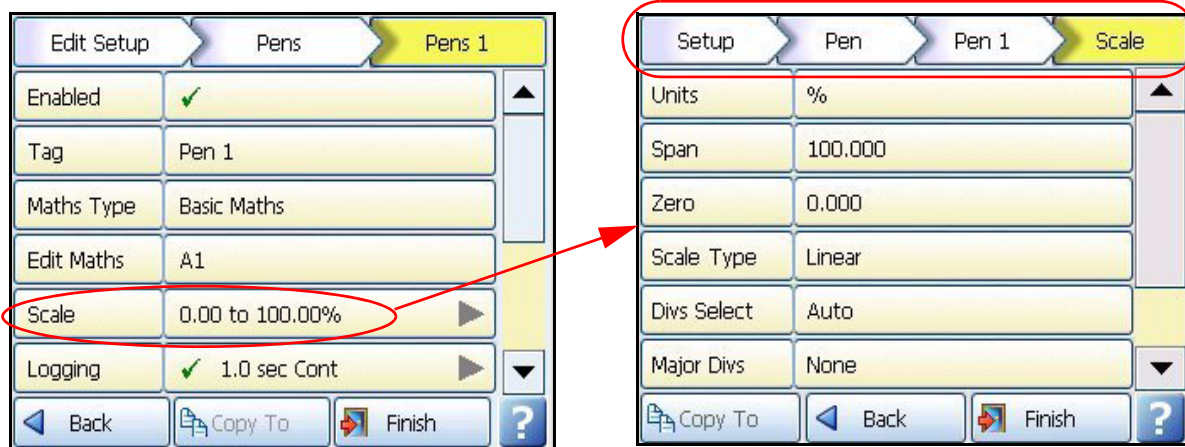 Edit Setup Pens Pens 1
Enabled
Tag Pen 1
Maths Type Basic Maths
Edit Maths A1
Scale 0.00 to 100.00%
Logging 1.0 sec Cont
Back Copy To Finish ?
Setup Pen Pen 1 Scale
Units %
Span 100.000
Zero 0.000
Scale Type Linear
Divs Select Auto
Major Divs None
Copy To Back Finish ?